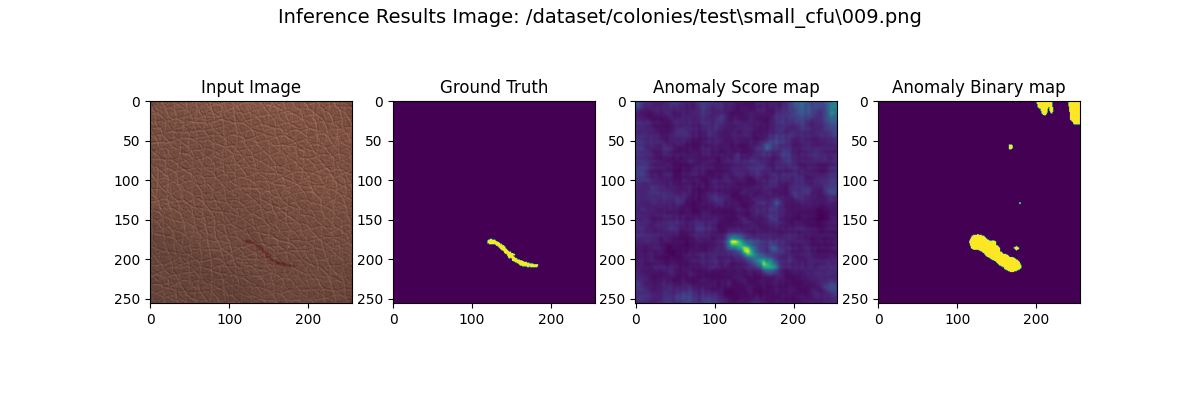 Inference Results Image: /dataset/colonies/test\small_cfu\009.png
Input Image
0
50
100
150
200
250
0 100 200
Ground Truth
0
50
100
150
200
250
0 100 200
Anomaly Score map
0
50
100
150
200
250
0 100 200
Anomaly Binary map
0
50
100
150
200
250
0 100 200